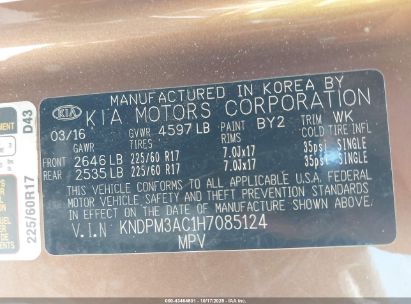 MANUFACTURED IN KOREA BY
KIA KIA MOTORS CORPORATION
03/16 GVWR 4597 LB PAINT BY2 TRIM WK
GAWR TIRES RIMS COLD TIRE INFL
FRONT 2646 LB 225/60 R17 7.0Jx17 35psi SINGLE
REAR 2535 LB 225/60 R17 7.0Jx17 35psi SINGLE
THIS VEHICLE CONFORMS TO ALL APPLICABLE
FEDERAL MOTOR VEHICLE SAFETY, BUMPER,
AND THEFT PREVENTION STANDARDS IN EFFECT
ON THE DATE OF MANUFACTURE SHOWN ABOVE.
V.I.N KNDPM3AC1H7085124
MPV
D43
225/60R17